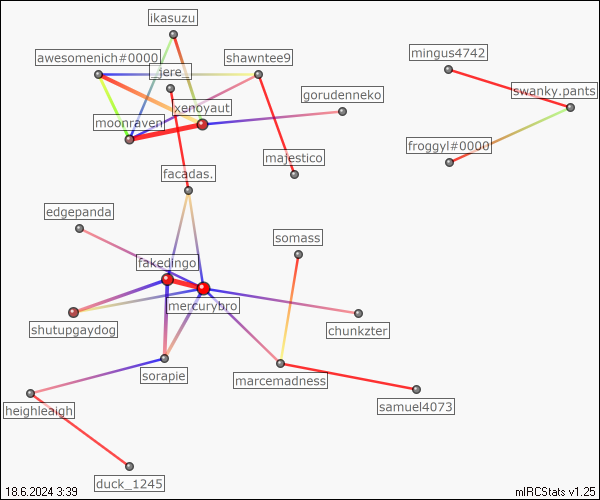 ikasuzu
mingus4742
awesomenich#0000
shawntee9
jere_
swanky.pants
gorudenneko
xenoyaut
moonraven
froggyl#0000
majestico
facadas.
edgepanda
somass
fakedingo
mercurybro
shutupgaydog
chunkzter
sorapie
marcemadness
heighleaigh
samuel4073
duck_1245
18.6.2024 3:39
mIRCStats v1.25